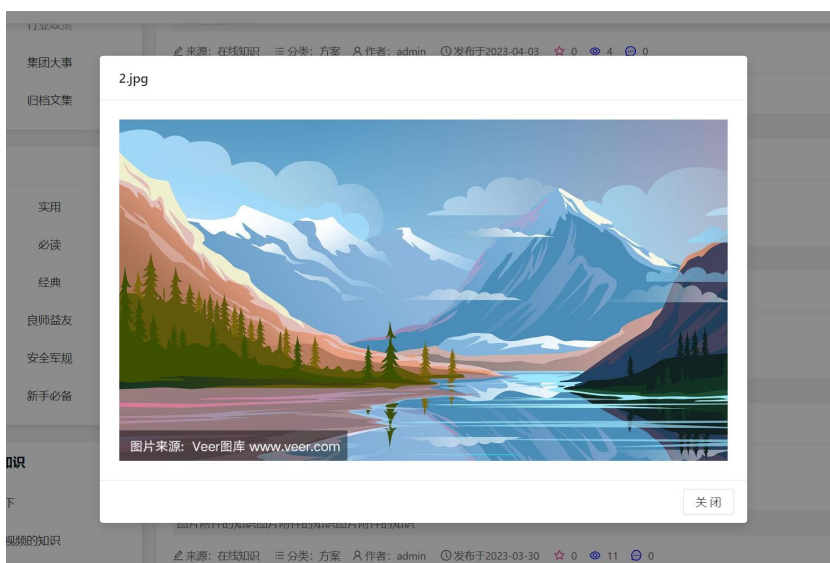 行业政策
来源：在线知识 分类：方案 作者：admin 发布于2023-04-03 0 4 0
集团大事
2.jpg
归档文集
实用
必读
经典
良师益友
安全军规
新手必备
图片来源：Veer图库 www.veer.com
知识
下
关 闭
图片附件的知识图片附件的知识图片附件的知识
视频的知识
来源：在线知识 分类：方案 作者：admin 发布于2023-03-30 0 11 0